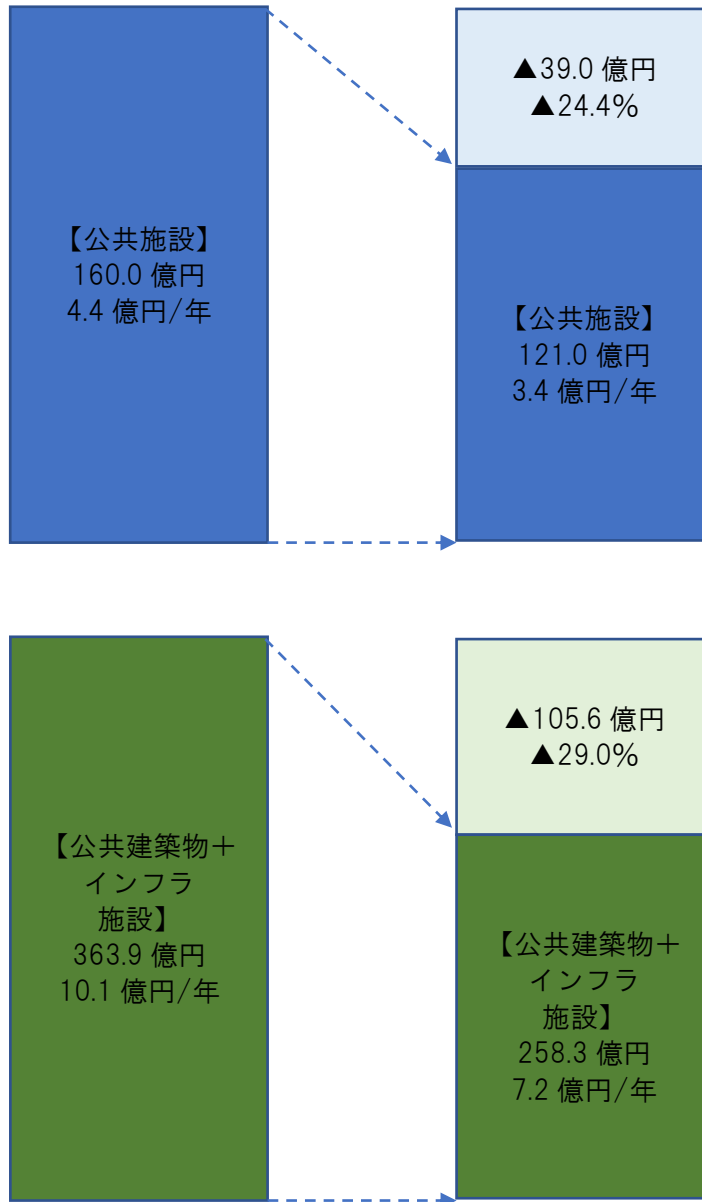 【公共施設】
160.0 億円
4.4 億円/年
▲39.0 億円
▲24.4%
【公共施設】
121.0 億円
3.4 億円/年
【公共建築物＋
インフラ
施設】
363.9 億円
10.1 億円/年
▲105.6 億円
▲29.0%
【公共建築物＋
インフラ
施設】
258.3 億円
7.2 億円/年